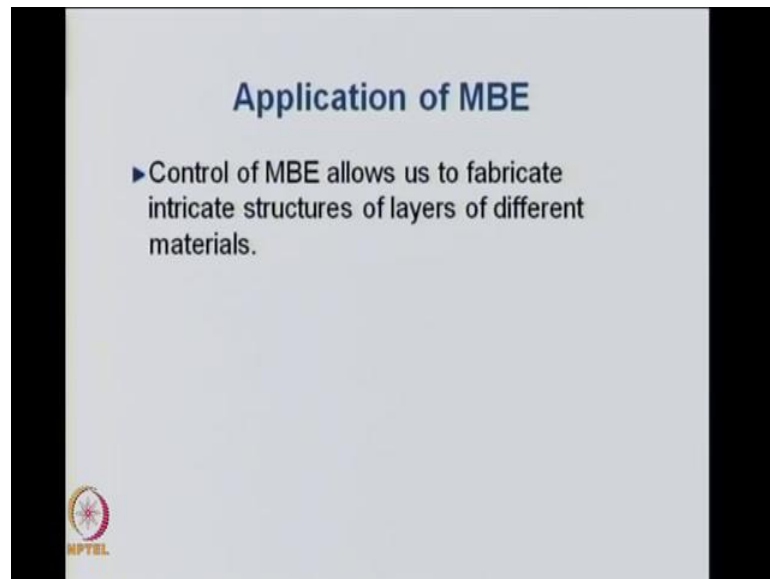 Application of MBE
►Control of MBE allows us to fabricate
intricate structures of layers of different
materials.
NPTEL